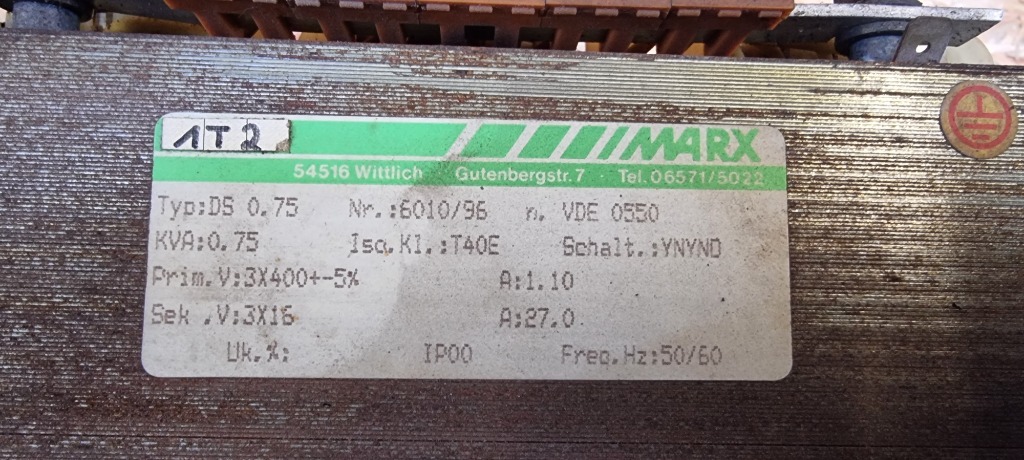 1T2
MARX
54516 Wittlich Gutenbergstr. 7 · Tel. 06571/5022
Typ:DS 0,75 Nr.:6010/96 n. VDE 0550
KVA:0,75 Iso.Kl.:T40E Schalt.:YNYN0
Prim.V:3X400+-5% A:1.10
Sek .V:3X16 A:27.0
Uk.%: IP00 Freq.Hz:50/60